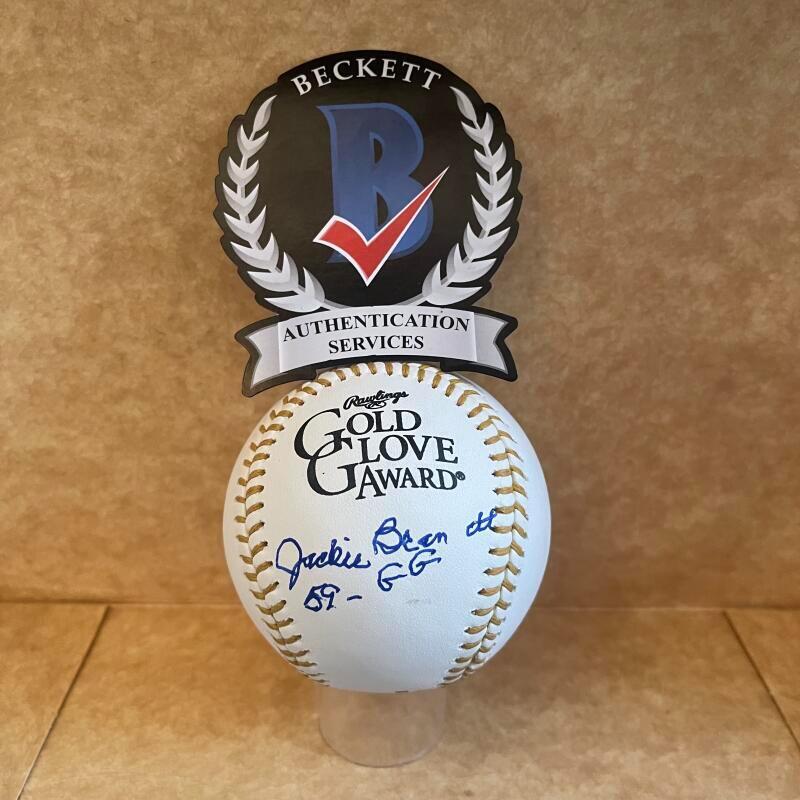 BECKETT
B
AUTHENTICATION
SERVICES
Rawlings
GOLD
GLOVE
AWARD®
Jackie Brandt
59 - GG